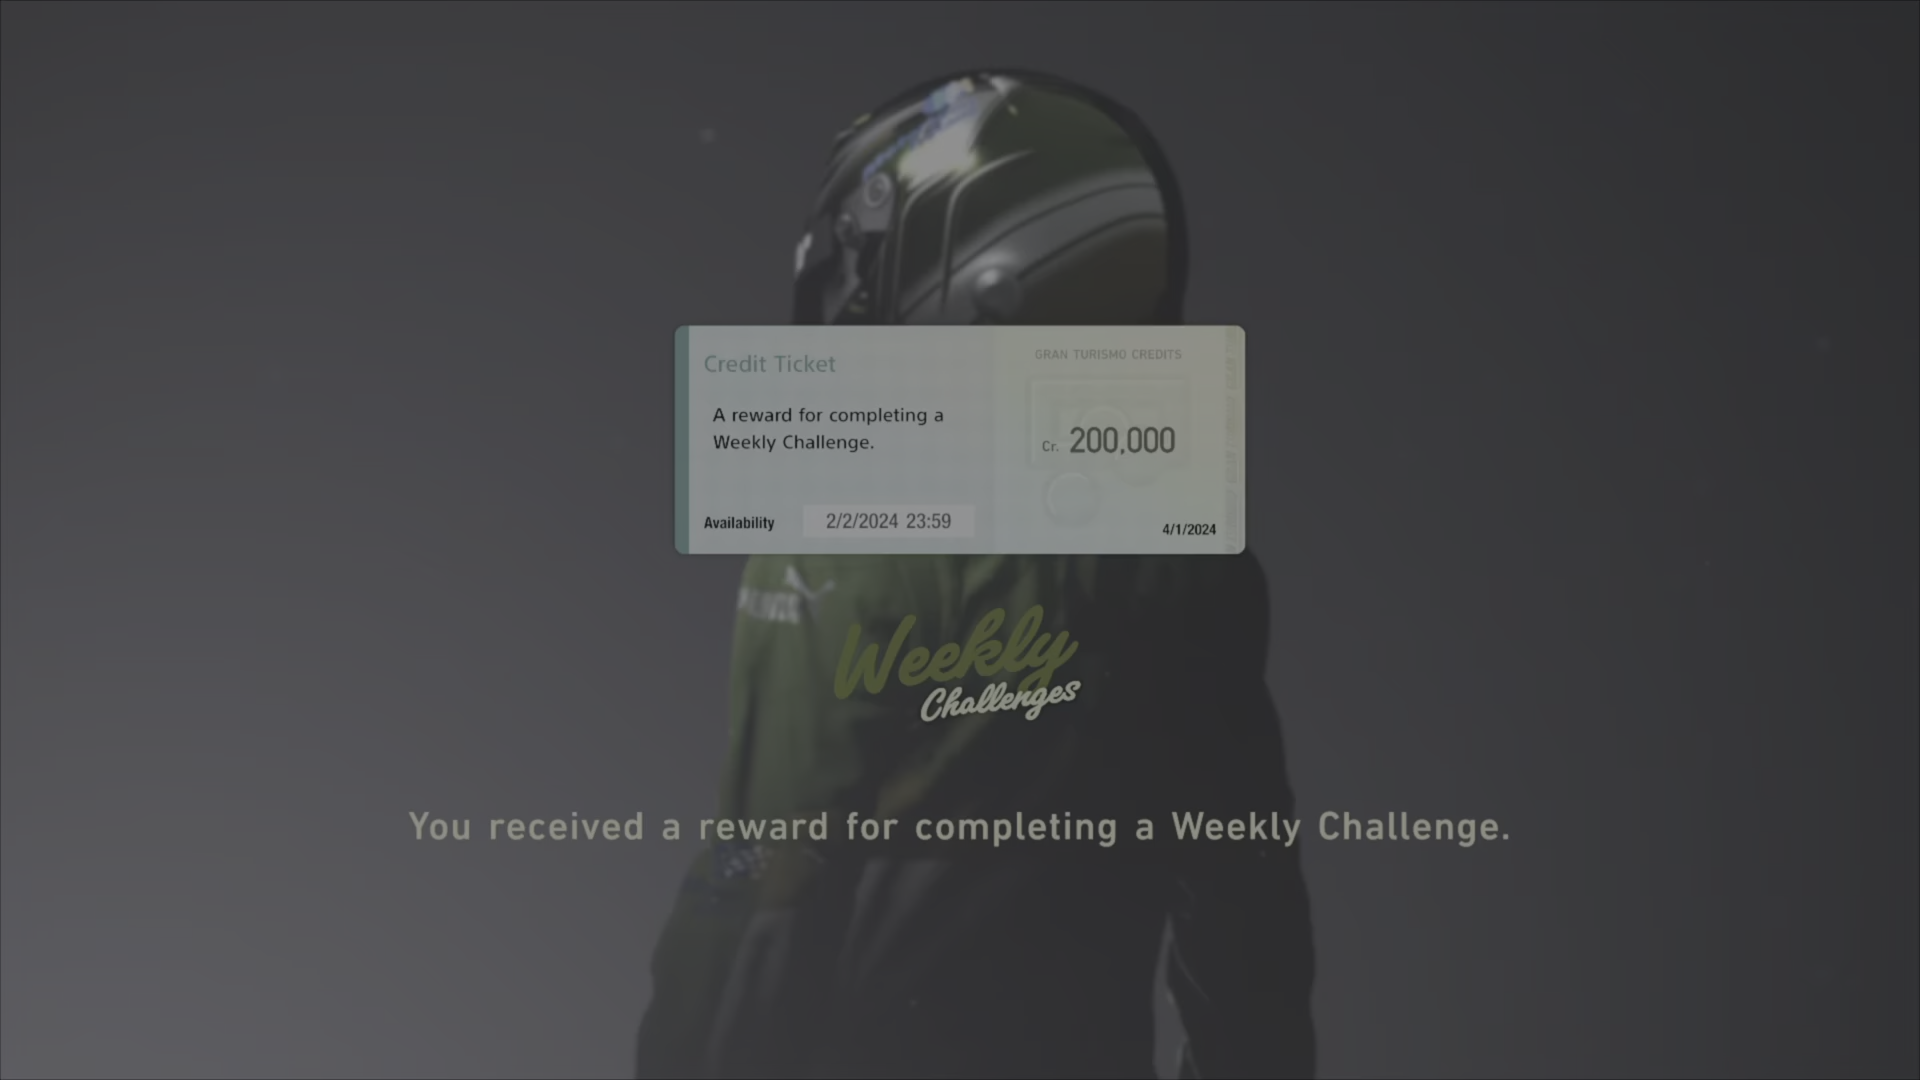 Credit Ticket
GRAN TURISMO CREDITS
A reward for completing a
Weekly Challenge.
Cr. 200,000
Availability 2/2/2024 23:59
4/1/2024
Weekly
Challenges
You received a reward for completing a Weekly Challenge.